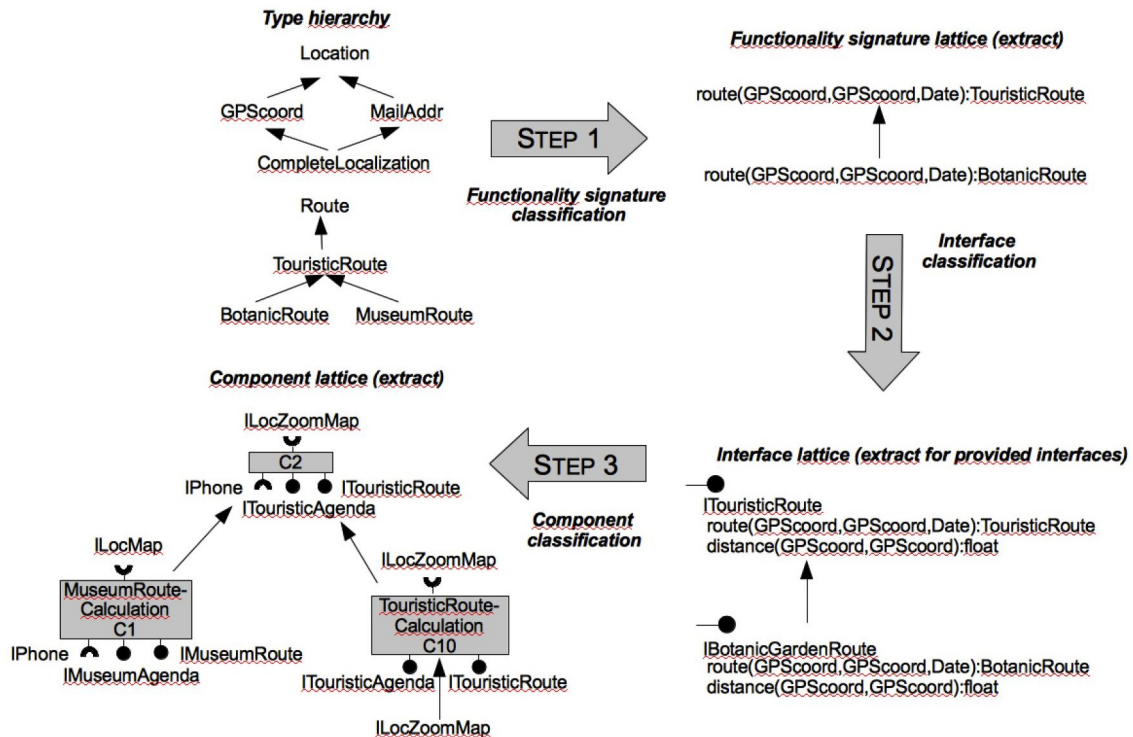 Type hierarchy
Location
GPScoord MailAddr
CompleteLocalization
Route
TouristicRoute
BotanicRoute MuseumRoute
STEP 1
Functionality signature
classification
Functionality signature lattice (extract)
route(GPScoord,GPScoord,Date):TouristicRoute
route(GPScoord,GPScoord,Date):BotanicRoute
STEP 2
Interface
classification
Interface lattice (extract for provided interfaces)
ITouristicRoute
route(GPScoord,GPScoord,Date):TouristicRoute
distance(GPScoord,GPScoord):float
IBotanicGardenRoute
route(GPScoord,GPScoord,Date):BotanicRoute
distance(GPScoord,GPScoord):float
STEP 3
Component
classification
Component lattice (extract)
ILocZoomMap
C2
IPhone ITouristicRoute
ITouristicAgenda
ILocMap
MuseumRoute-
Calculation
C1
IPhone IMuseumRoute
IMuseumAgenda
ILocZoomMap
TouristicRoute-
Calculation
C10
ITouristicAgenda ITouristicRoute
ILocZoomMap